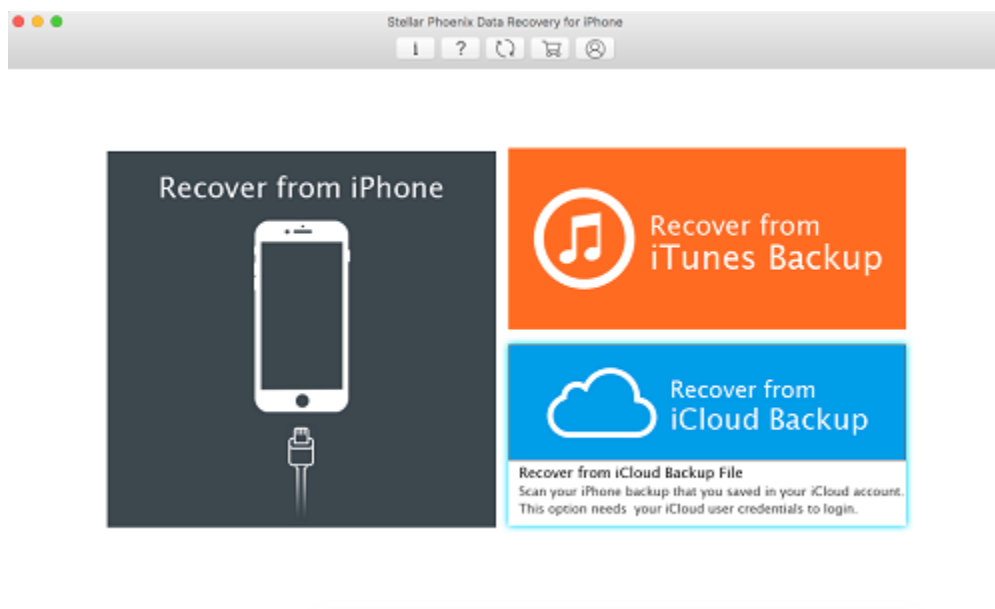 Stellar Phoenix Data Recovery for iPhone
i ?
Recover from iPhone
Recover from
iTunes Backup
Recover from
iCloud Backup
Recover from iCloud Backup File
Scan your iPhone backup that you saved in your iCloud account.
This option needs your iCloud user credentials to login.